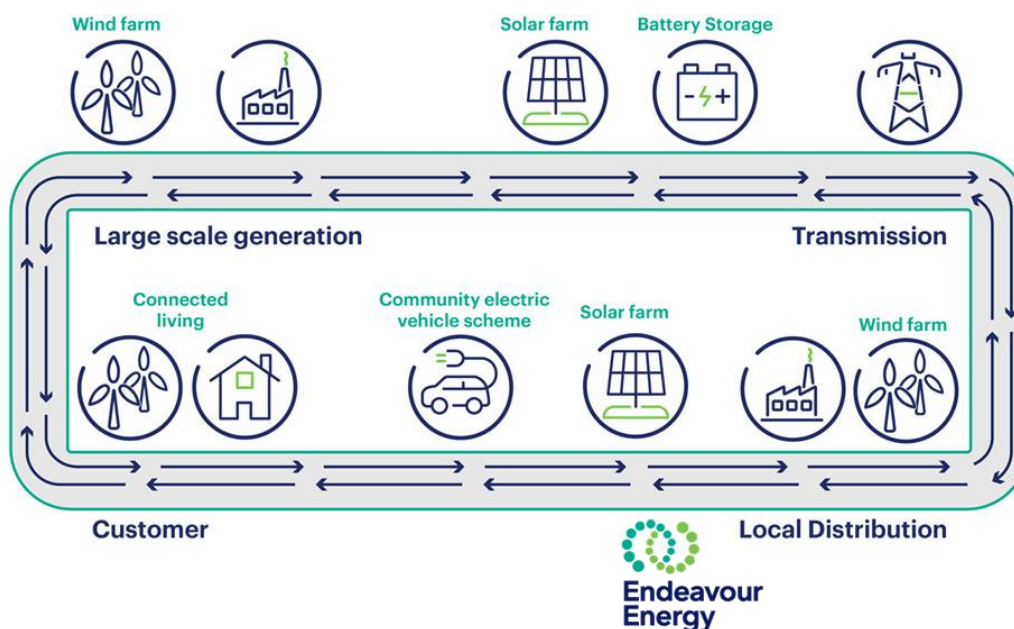 Wind farm
Solar farm
Battery Storage
Large scale generation
Transmission
Connected
living
Community electric
vehicle scheme
Solar farm
Wind farm
Customer
Local Distribution
Endeavour
Energy